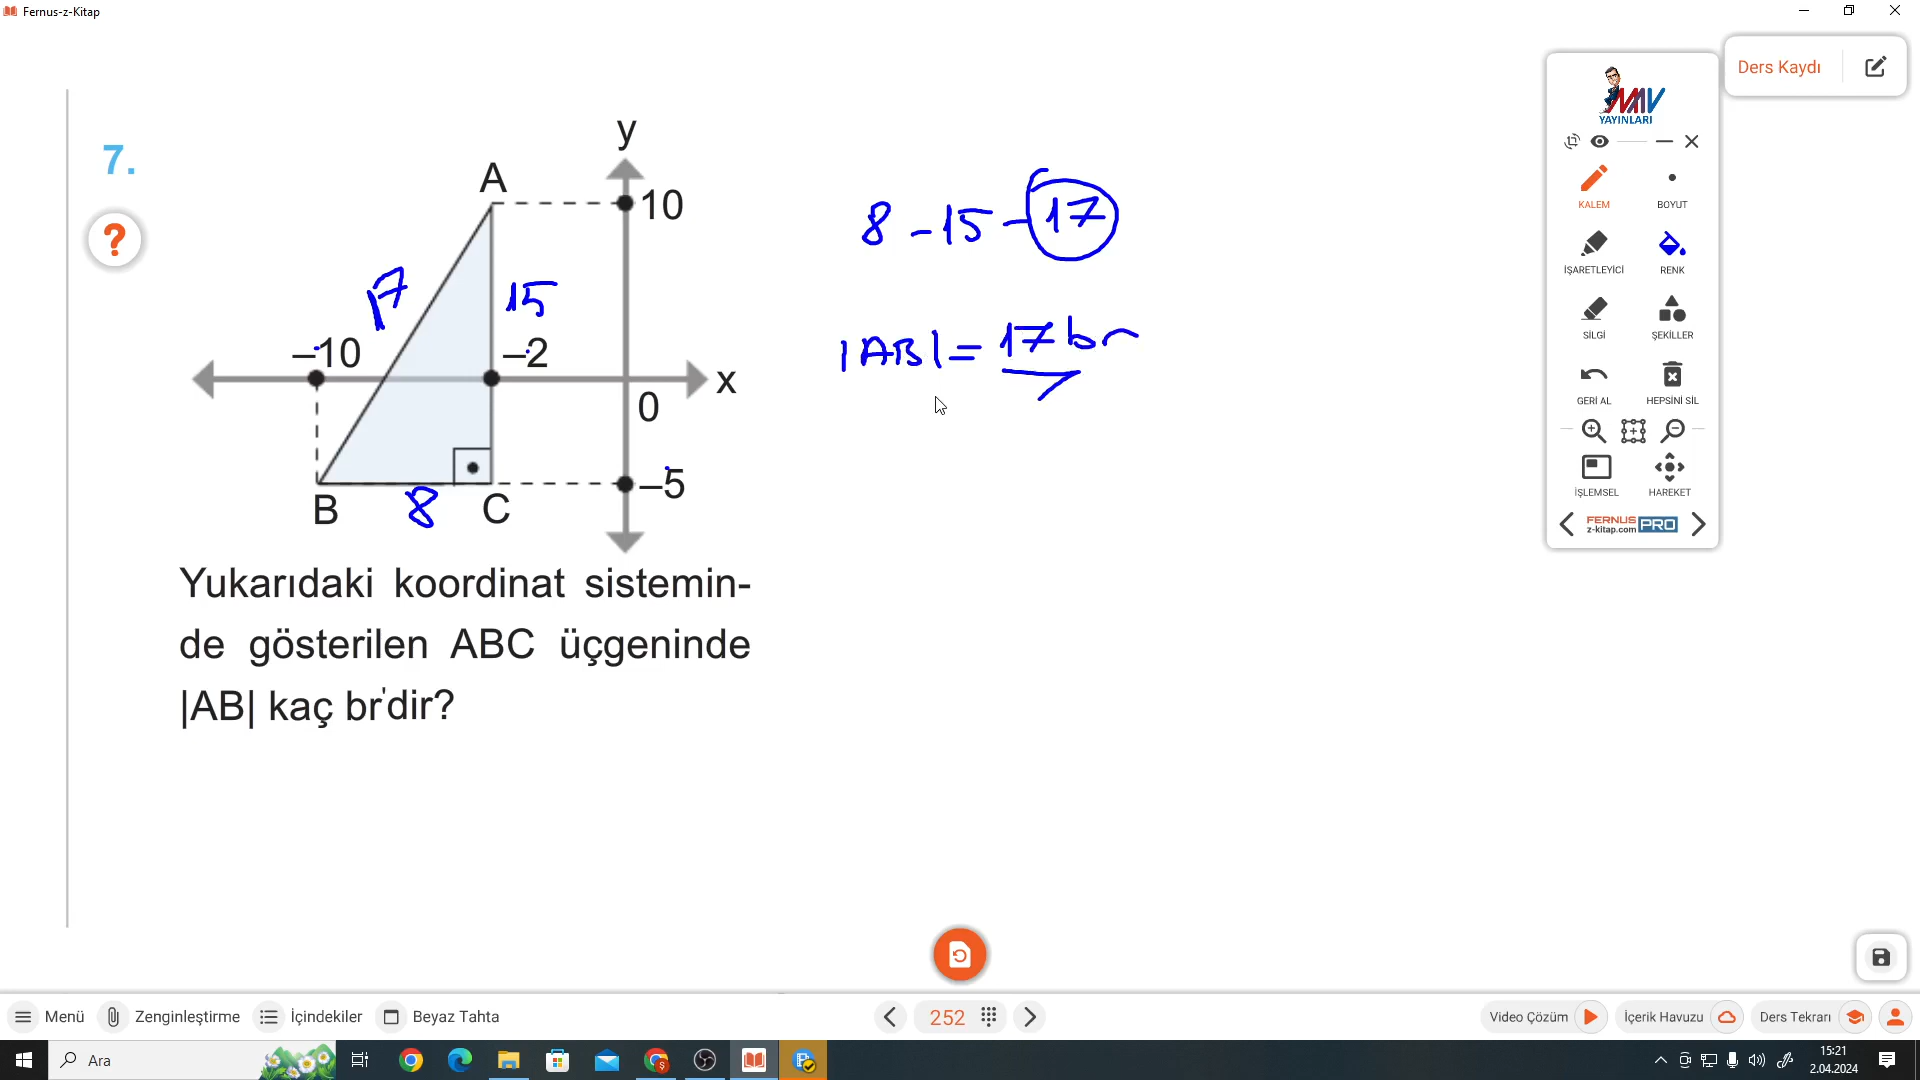 Fernus-z-Kitap
Ders Kaydı
MAV
YAYINLARI
KALEM
BOYUT
İŞARETLEYİCİ
RENK
SİLGİ
ŞEKİLLER
GERİ AL
HEPSİNİ SİL
İŞLEMSEL
HAREKET
FERNUS
z-kitap.com PRO
7.
?
y
A
10
8 - 15 - 17
17
15
–10
–2
x
0
|AB| = 17 br
–5
B
8
C
Yukarıdaki koordinat sistemin-
de gösterilen ABC üçgeninde
|AB| kaç br'dir?
Menü
Zenginleştirme
İçindekiler
Beyaz Tahta
252
Video Çözüm
İçerik Havuzu
Ders Tekrarı
Ara
15:21
2.04.2024